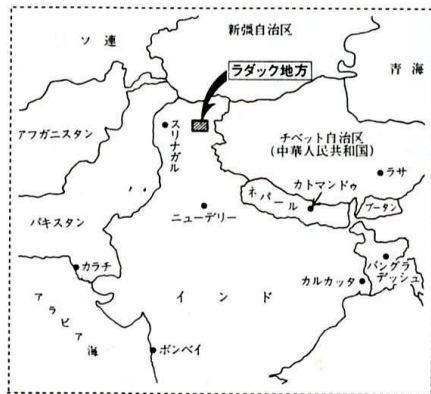 ソ連
新疆自治区
青海
ラダック地方
アフガニスタン
スリナガル
チベット自治区
(中華人民共和国)
ラサ
ネパール
カトマンドゥ
ブータン
パキスタン
ニューデリー
カラチ
バングラ
デッシュ
カルカッタ
インド
アラビア海
ボンベイ